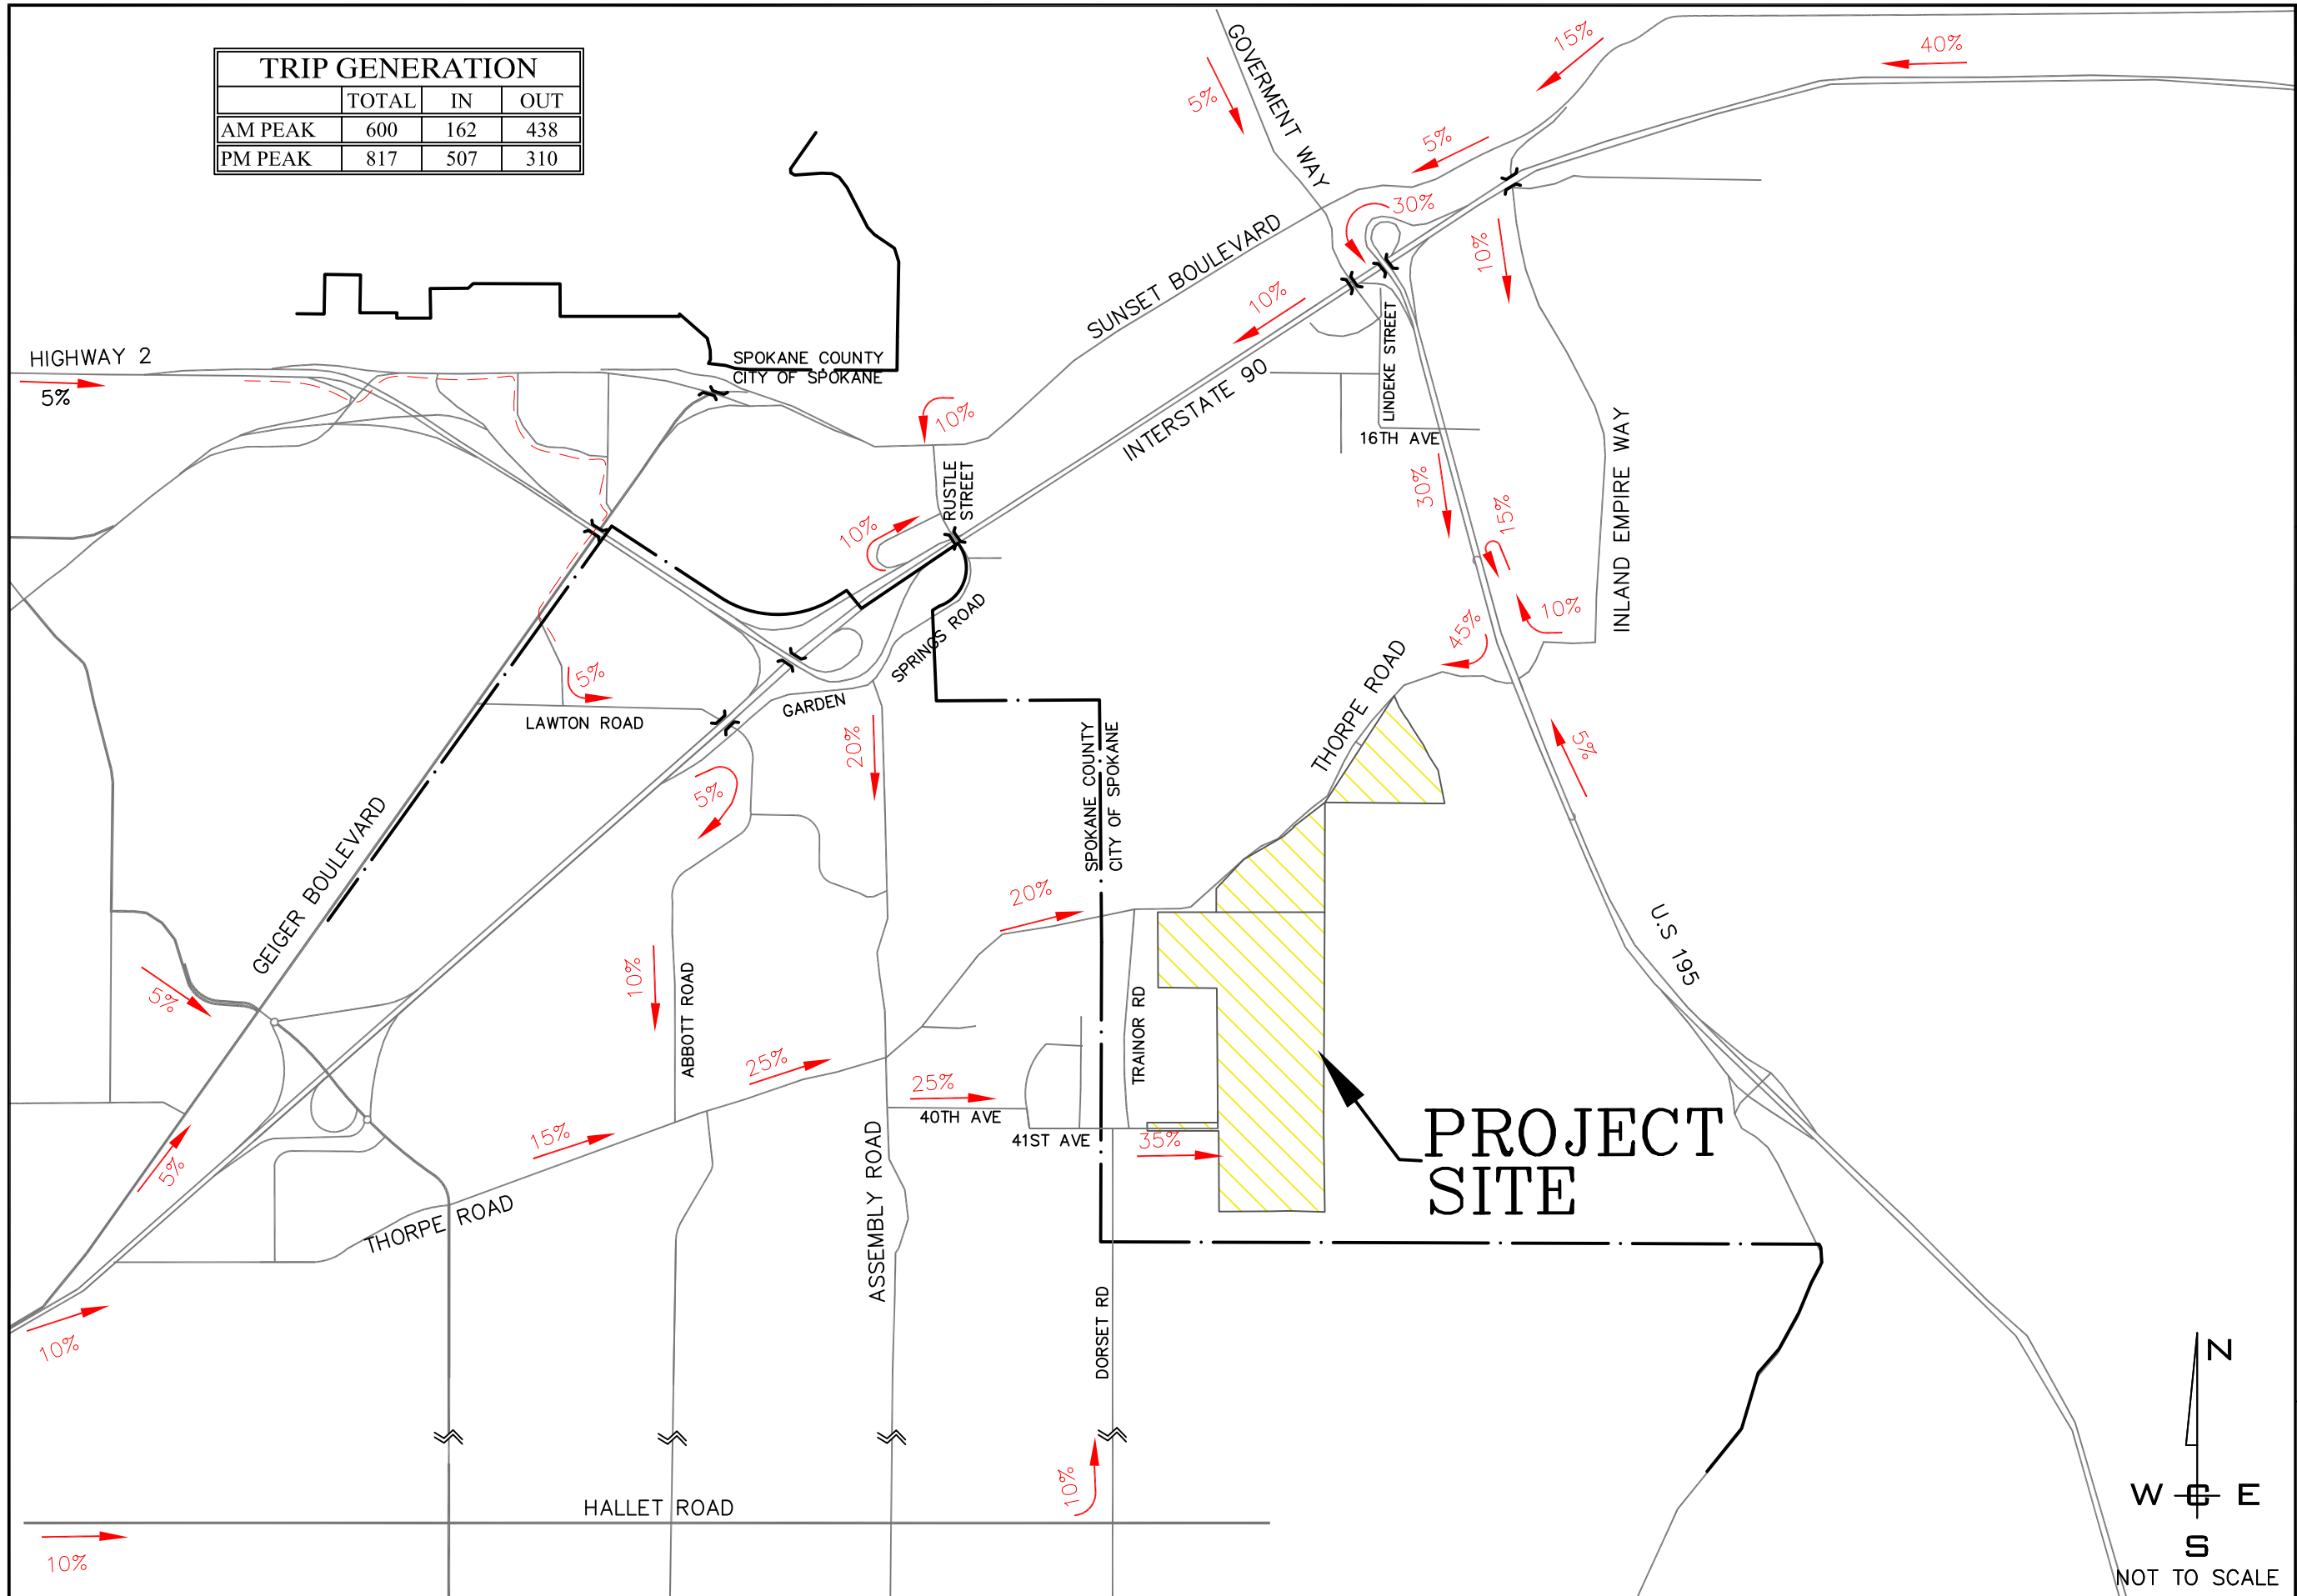 TRIP GENERATION
TOTAL IN OUT
AM PEAK 600 162 438
PM PEAK 817 507 310
GOVERMENT WAY
15%
40%
5%
5%
30%
10%
SUNSET BOULEVARD
10%
INTERSTATE 90
LINDEKE STREET
16TH AVE
HIGHWAY 2
5%
SPOKANE COUNTY
CITY OF SPOKANE
10%
RUSTLE
STREET
10%
30%
15%
INLAND EMPIRE WAY
10%
45%
THORPE ROAD
5%
LAWTON ROAD
GARDEN
SPRINGS ROAD
20%
5%
SPOKANE COUNTY
CITY OF SPOKANE
5%
GEIGER BOULEVARD
20%
U.S 195
5%
10%
ABBOTT ROAD
TRAINOR RD
25%
25%
40TH AVE
41ST AVE
35%
PROJECT
SITE
15%
5%
THORPE ROAD
ASSEMBLY ROAD
DORSET RD
10%
10%
HALLET ROAD
10%
N
W E
S
NOT TO SCALE